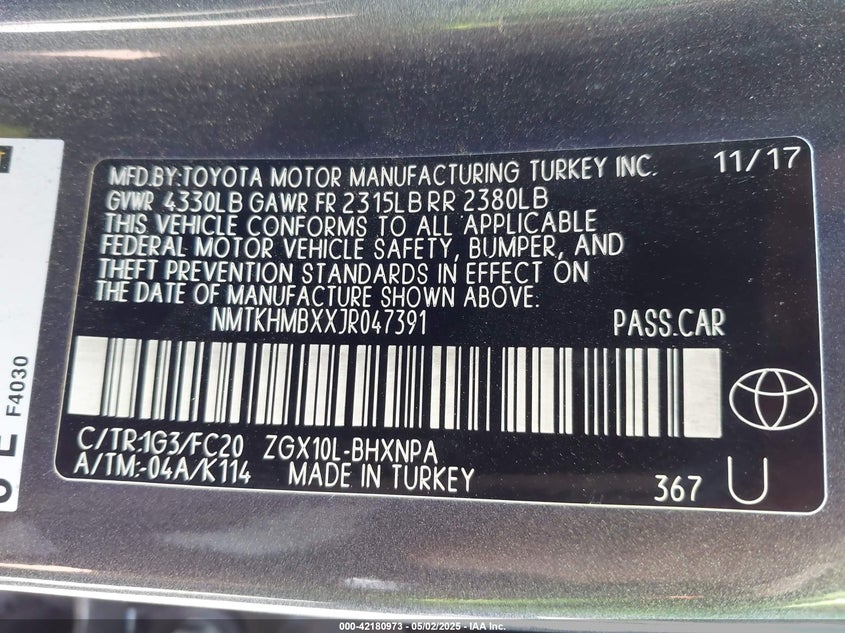 MFD.BY:TOYOTA MOTOR MANUFACTURING TURKEY INC. 11/17
GVWR 4330LB GAWR FR 2315LB RR 2380LB
THIS VEHICLE CONFORMS TO ALL APPLICABLE
FEDERAL MOTOR VEHICLE SAFETY, BUMPER, AND
THEFT PREVENTION STANDARDS IN EFFECT ON
THE DATE OF MANUFACTURE SHOWN ABOVE.
NMTKHMBXXJR047391 PASS.CAR
C/TR:1G3/FC20 ZGX10L-BHXNPA
A/TM:-04A/K114 MADE IN TURKEY
367 U
F4030
000-42180973 - 05/02/2025 - IAA Inc.